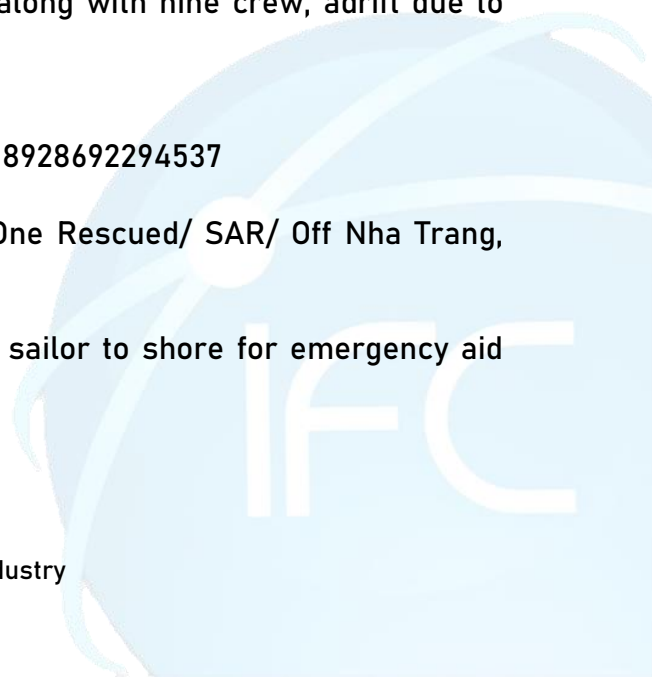 along with nine crew, adrift due to
8928692294537
One Rescued/ SAR/ Off Nha Trang,
sailor to shore for emergency aid
IFC